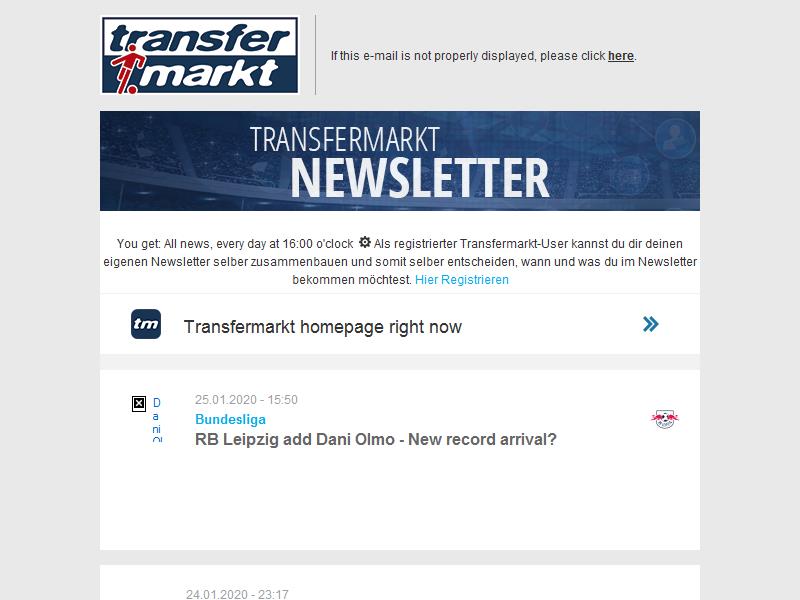 transfer
markt
If this e-mail is not properly displayed, please click here.
TRANSFERMARKT
NEWSLETTER
You get: All news, every day at 16:00 o'clock Als registrierter Transfermarkt-User kannst du dir deinen
eigenen Newsletter selber zusammenbauen und somit selber entscheiden, wann und was du im Newsletter
bekommen möchtest. Hier Registrieren
tm
Transfermarkt homepage right now
25.01.2020 - 15:50
D
a
ni
Bundesliga
RB Leipzig add Dani Olmo - New record arrival?
24.01.2020 - 23:17